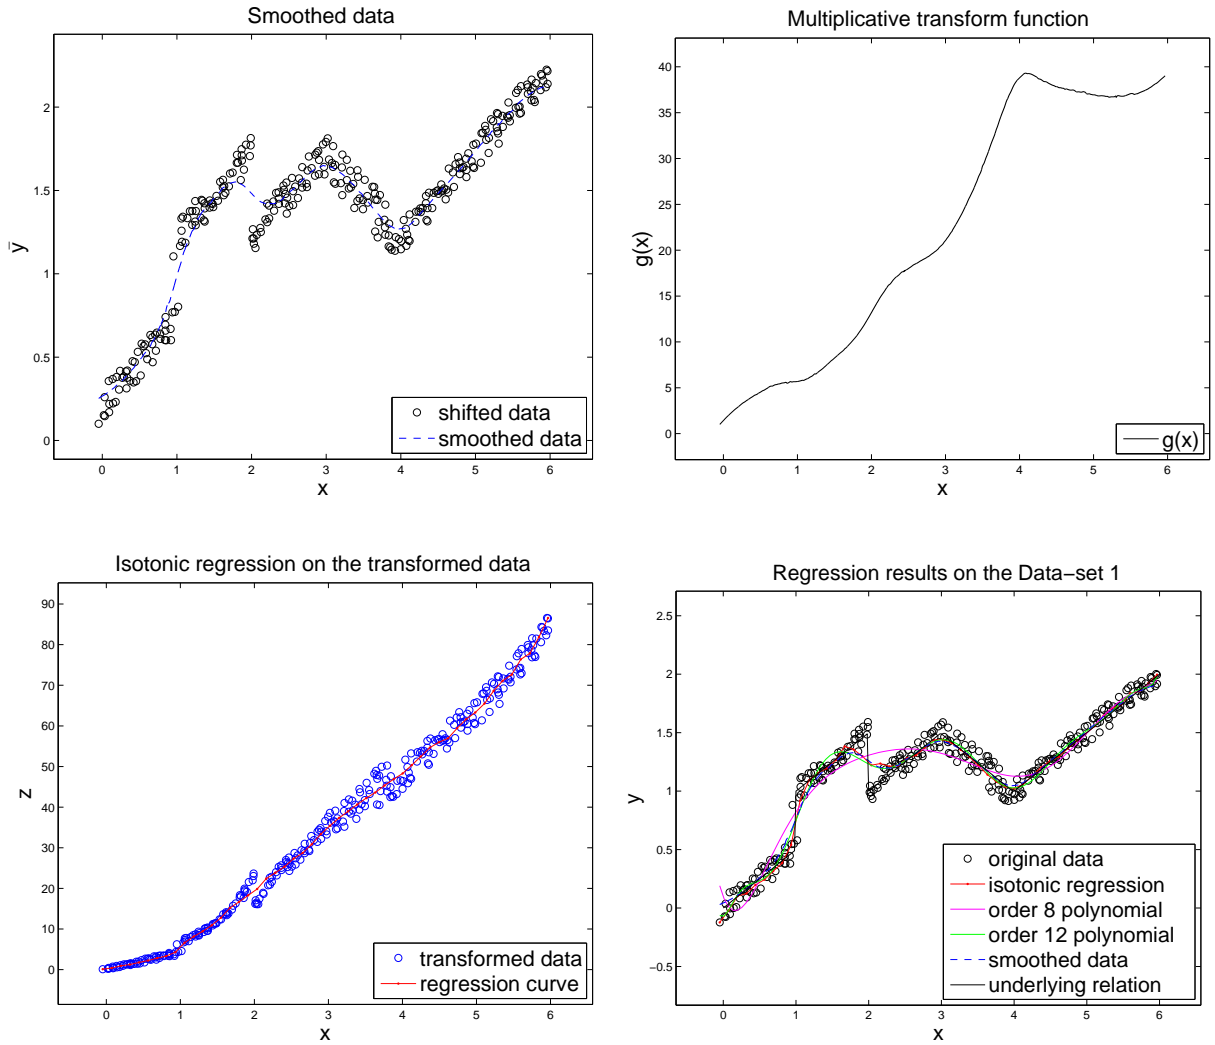 Smoothed data
2
1.5
1
0.5
0
ȳ
0 1 2 3 4 5 6
x
shifted data
smoothed data
Multiplicative transform function
40
35
30
25
20
15
10
5
0
g(x)
0 1 2 3 4 5 6
x
g(x)
Isotonic regression on the transformed data
90
80
70
60
50
40
30
20
10
0
z
0 1 2 3 4 5 6
x
transformed data
regression curve
Regression results on the Data−set 1
2.5
2
1.5
1
0.5
0
−0.5
y
0 1 2 3 4 5 6
x
original data
isotonic regression
order 8 polynomial
order 12 polynomial
smoothed data
underlying relation